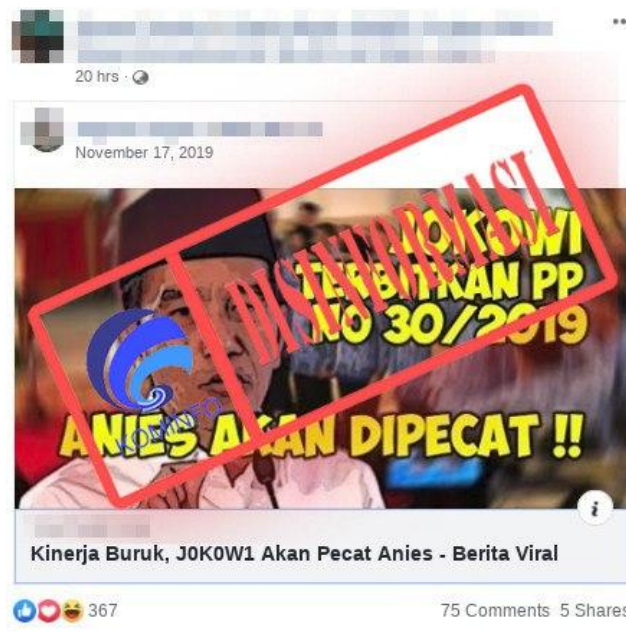 20 hrs
November 17, 2019
JOKOWI
TERBITKAN PP
NO 30/2019
DISINFORMASI
KOMINFO
ANIES AKAN DIPECAT !!
i
Kinerja Buruk, J0K0W1 Akan Pecat Anies - Berita Viral
367
75 Comments 5 Shares